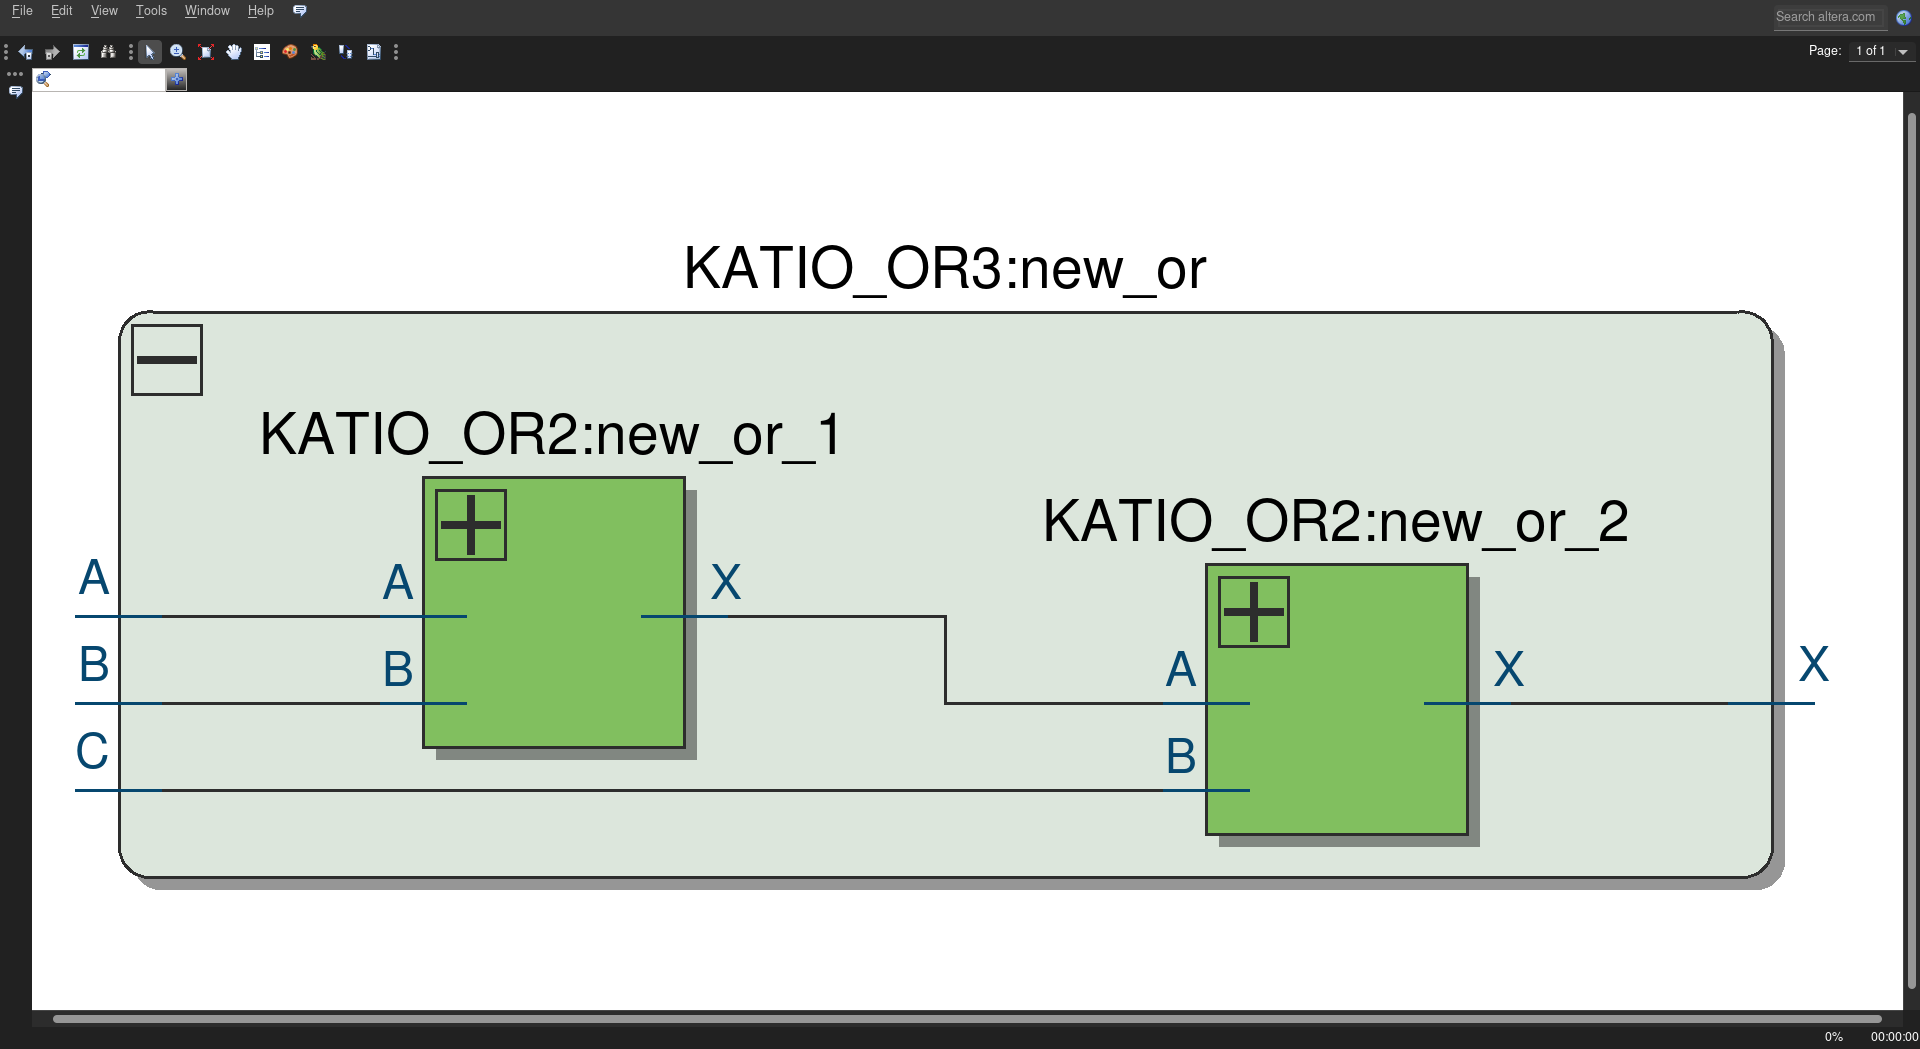 File Edit View Tools Window Help
Search altera.com
Page: 1 of 1
KATIO_OR3:new_or
KATIO_OR2:new_or_1
KATIO_OR2:new_or_2
A A X
B B A X X
C B
0% 00:00:00